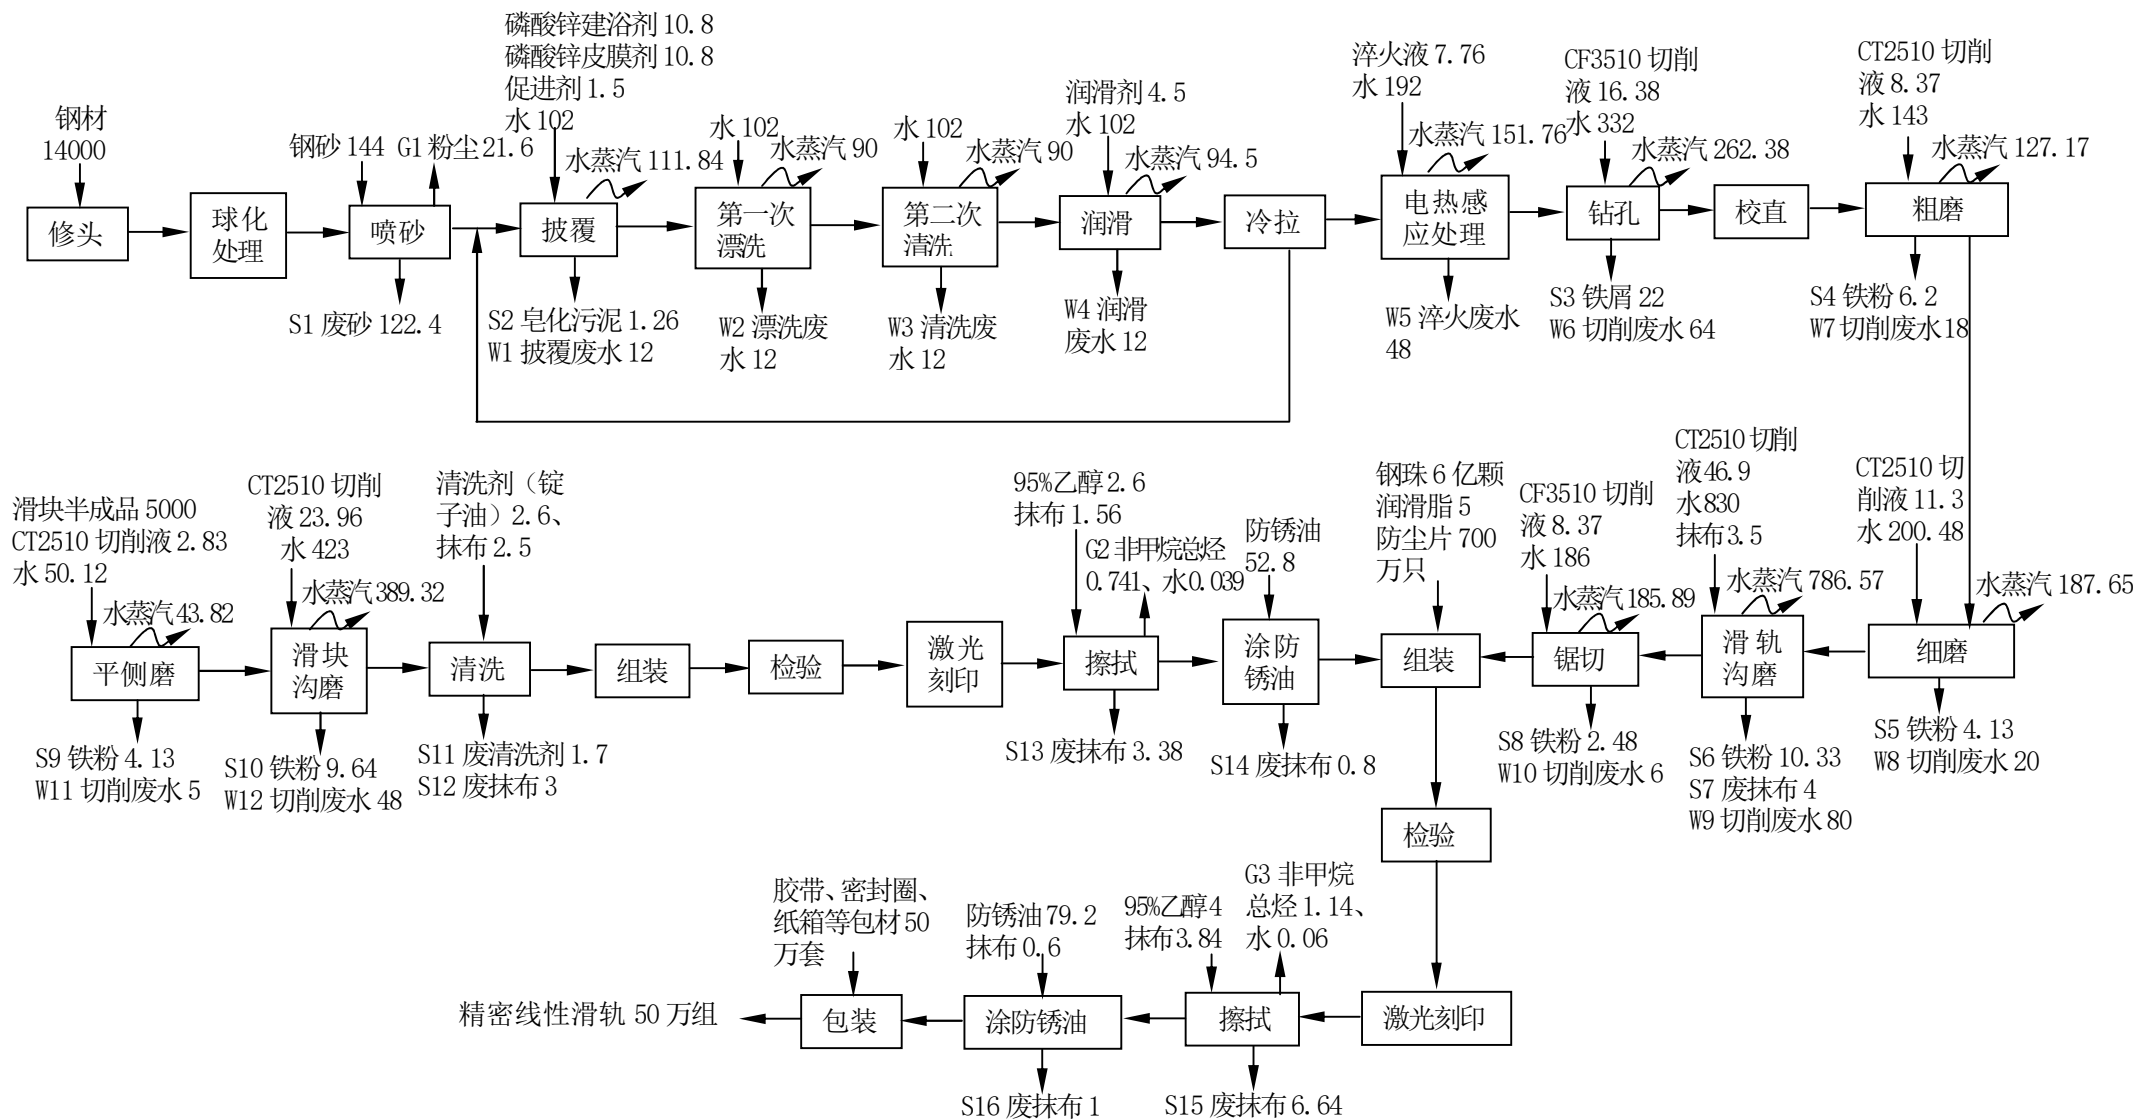 钢材
14000
修头
球化
处理
钢砂 144
G1 粉尘 21.6
喷砂
S1 废砂 122.4
磷酸锌建浴剂 10.8
磷酸锌皮膜剂 10.8
促进剂 1.5
水 102
水蒸汽 111.84
披覆
S2 皂化污泥 1.26
W1 披覆废水 12
水 102
水蒸汽 90
第一次
漂洗
W2 漂洗废
水 12
水 102
水蒸汽 90
第二次
清洗
W3 清洗废
水 12
润滑剂 4.5
水 102
水蒸汽 94.5
润滑
W4 润滑
废水 12
冷拉
淬火液 7.76
水 192
水蒸汽 151.76
电热感
应处理
W5 淬火废水
48
CF3510 切削
液 16.38
水 332
水蒸汽 262.38
钻孔
S3 铁屑 22
W6 切削废水 64
校直
CT2510 切削
液 8.37
水 143
水蒸汽 127.17
粗磨
S4 铁粉 6.2
W7 切削废水 18
滑块半成品 5000
CT2510 切削液 2.83
水 50.12
水蒸汽 43.82
平侧磨
S9 铁粉 4.13
W11 切削废水 5
CT2510 切削
液 23.96
水 423
水蒸汽 389.32
滑块
沟磨
S10 铁粉 9.64
W12 切削废水 48
清洗剂（锭
子油）2.6、
抹布 2.5
清洗
S11 废清洗剂 1.7
S12 废抹布 3
组装
检验
激光
刻印
95%乙醇 2.6
抹布 1.56
G2 非甲烷总烃
0.741、水 0.039
擦拭
S13 废抹布 3.38
防锈油
52.8
涂防
锈油
S14 废抹布 0.8
钢珠 6 亿颗
润滑脂 5
防尘片 700
万只
组装
CF3510 切削
液 8.37
水 186
水蒸汽 185.89
锯切
S8 铁粉 2.48
W10 切削废水 6
CT2510 切削
液 46.9
水 830
抹布 3.5
水蒸汽 786.57
滑轨
沟磨
S6 铁粉 10.33
S7 废抹布 4
W9 切削废水 80
CT2510 切
削液 11.3
水 200.48
水蒸汽 187.65
细磨
S5 铁粉 4.13
W8 切削废水 20
检验
激光刻印
G3 非甲烷
总烃 1.14、
水 0.06
95%乙醇 4
抹布 3.84
擦拭
S15 废抹布 6.64
防锈油 79.2
抹布 0.6
涂防锈油
S16 废抹布 1
胶带、密封圈、
纸箱等包材 50
万套
包装
精密线性滑轨 50 万组